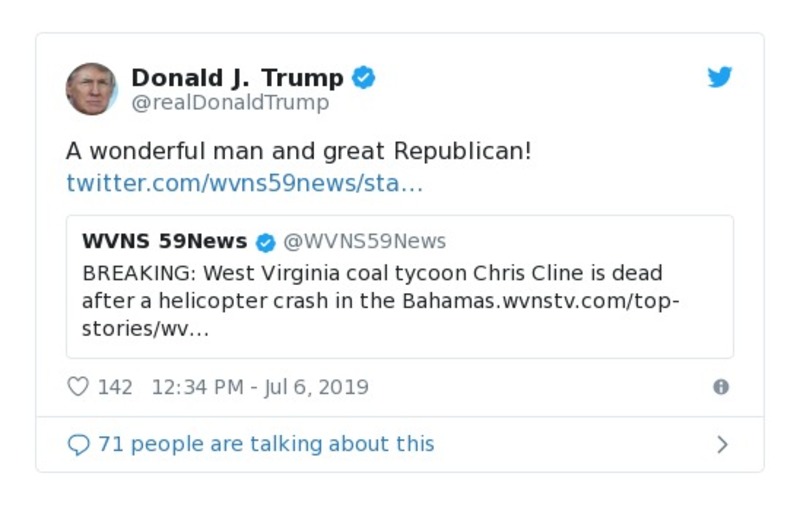 Donald J. Trump
@realDonaldTrump
A wonderful man and great Republican!
twitter.com/wvns59news/sta…
WVNS 59News @WVNS59News
BREAKING: West Virginia coal tycoon Chris Cline is dead
after a helicopter crash in the Bahamas.wvnstv.com/top-
stories/wv…
142 12:34 PM - Jul 6, 2019
71 people are talking about this